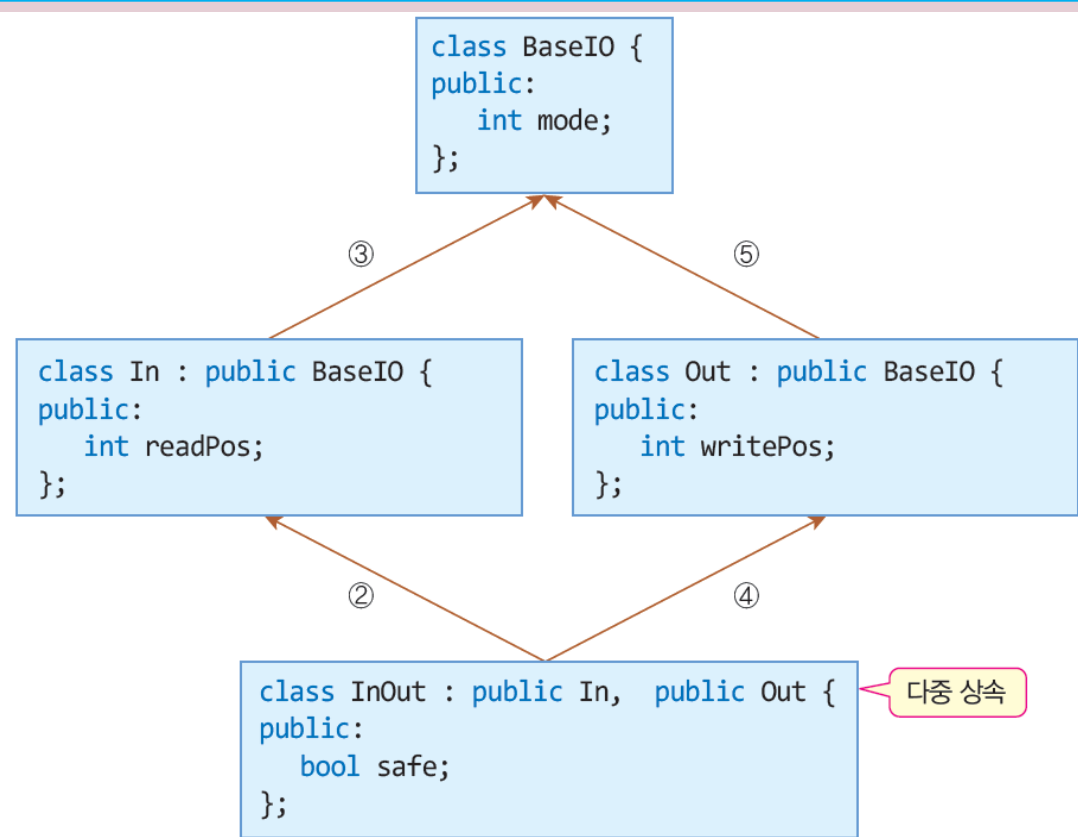 class BaseIO {
public:
int mode;
};
③
⑤
class In : public BaseIO {
public:
int readPos;
};
class Out : public BaseIO {
public:
int writePos;
};
②
④
class InOut : public In, public Out {
public:
bool safe;
};
다중 상속